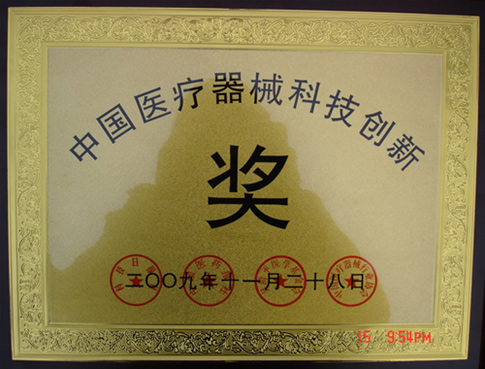 中国医疗器械科技创新
奖
二〇〇九年十一月二十八日
15 9:54PM